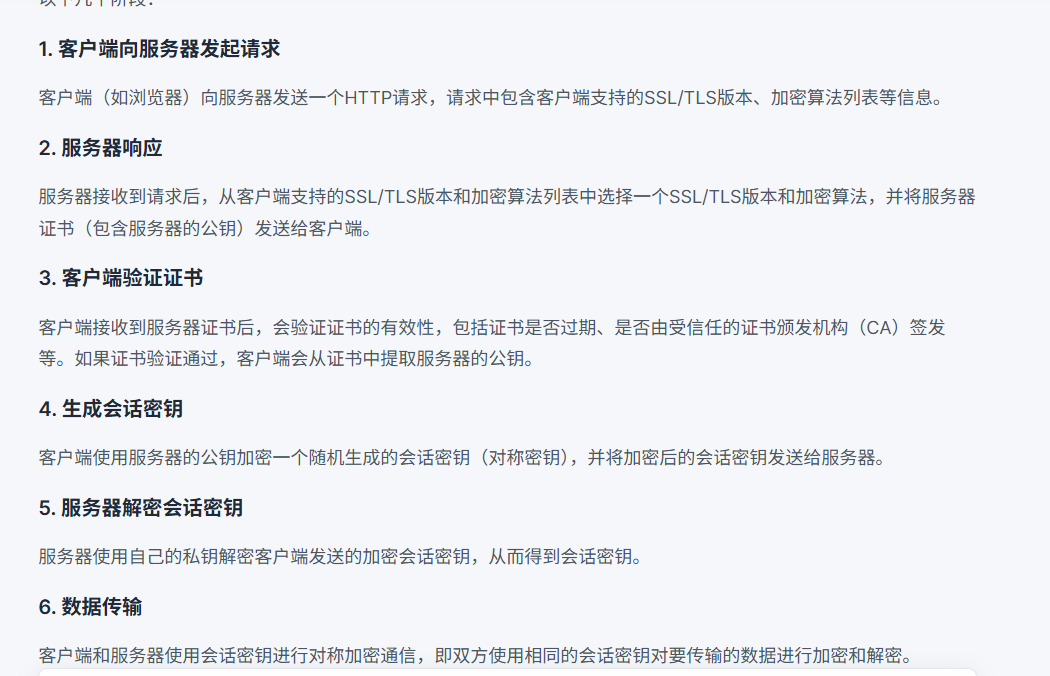 以下几个阶段：
1. 客户端向服务器发起请求
客户端（如浏览器）向服务器发送一个HTTP请求，请求中包含客户端支持的SSL/TLS版本、加密算法列表等信息。
2. 服务器响应
服务器接收到请求后，从客户端支持的SSL/TLS版本和加密算法列表中选择一个SSL/TLS版本和加密算法，并将服务器
证书（包含服务器的公钥）发送给客户端。
3. 客户端验证证书
客户端接收到服务器证书后，会验证证书的有效性，包括证书是否过期、是否由受信任的证书颁发机构（CA）签发
等。如果证书验证通过，客户端会从证书中提取服务器的公钥。
4. 生成会话密钥
客户端使用服务器的公钥加密一个随机生成的会话密钥（对称密钥），并将加密后的会话密钥发送给服务器。
5. 服务器解密会话密钥
服务器使用自己的私钥解密客户端发送的加密会话密钥，从而得到会话密钥。
6. 数据传输
客户端和服务器使用会话密钥进行对称加密通信，即双方使用相同的会话密钥对要传输的数据进行加密和解密。